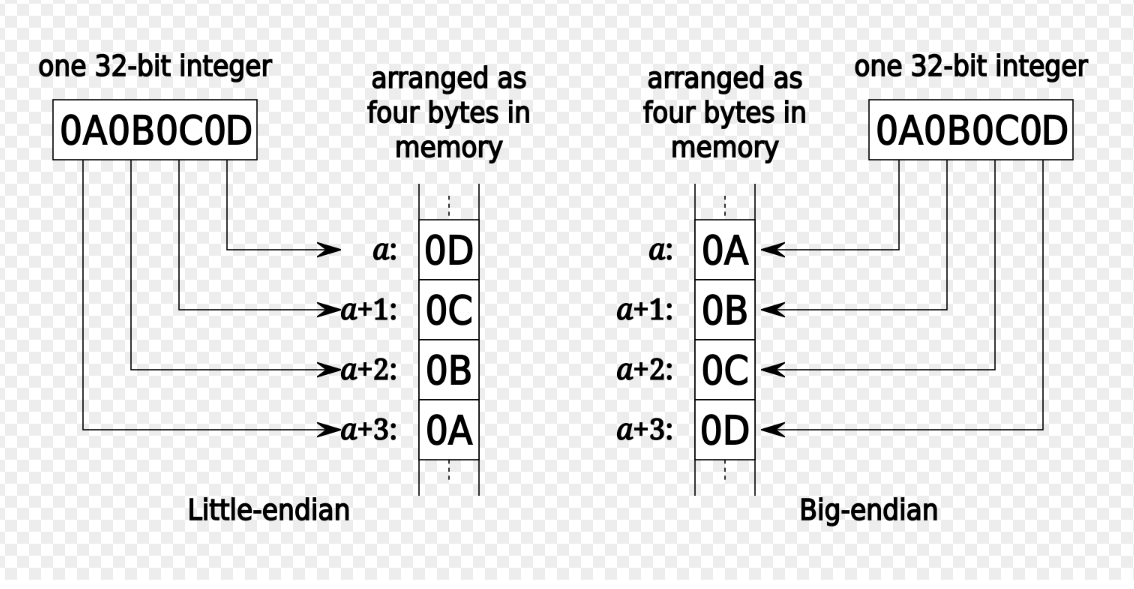 one 32-bit integer
0A0B0C0D
arranged as
four bytes in
memory
a: 0D
a+1: 0C
a+2: 0B
a+3: 0A
Little-endian
arranged as
four bytes in
memory
one 32-bit integer
0A0B0C0D
a: 0A
a+1: 0B
a+2: 0C
a+3: 0D
Big-endian